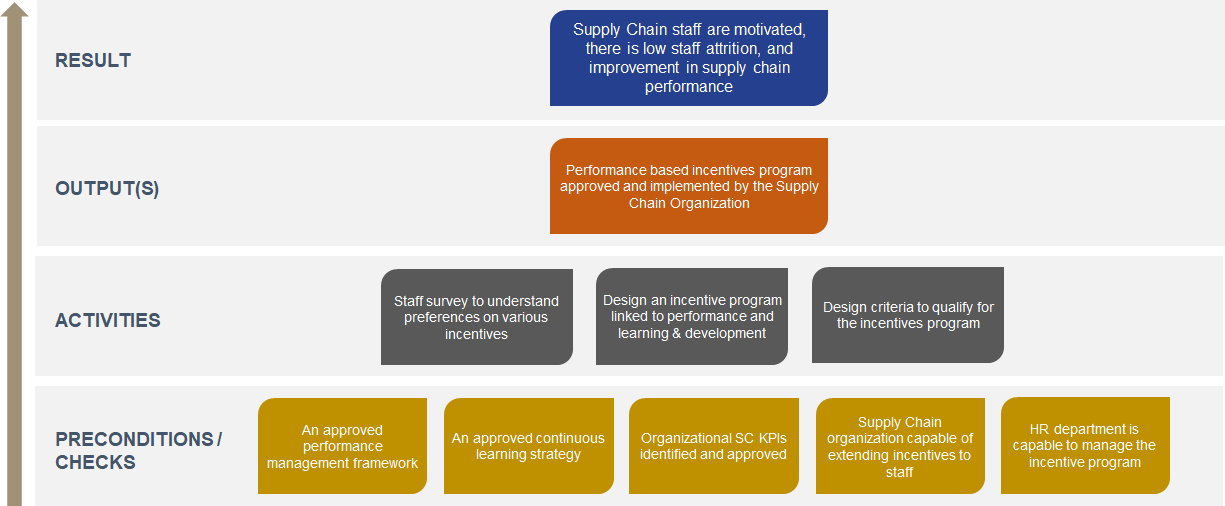 RESULT
Supply Chain staff are motivated,
there is low staff attrition, and
improvement in supply chain
performance
OUTPUT(S)
Performance based incentives program
approved and implemented by the Supply
Chain Organization
ACTIVITIES
Staff survey to understand
preferences on various
incentives
Design an incentive program
linked to performance and
learning & development
Design criteria to qualify for
the incentives program
PRECONDITIONS /
CHECKS
An approved
performance
management framework
An approved continuous
learning strategy
Organizational SC KPIs
identified and approved
Supply Chain
organization capable of
extending incentives to
staff
HR department is
capable to manage the
incentive program